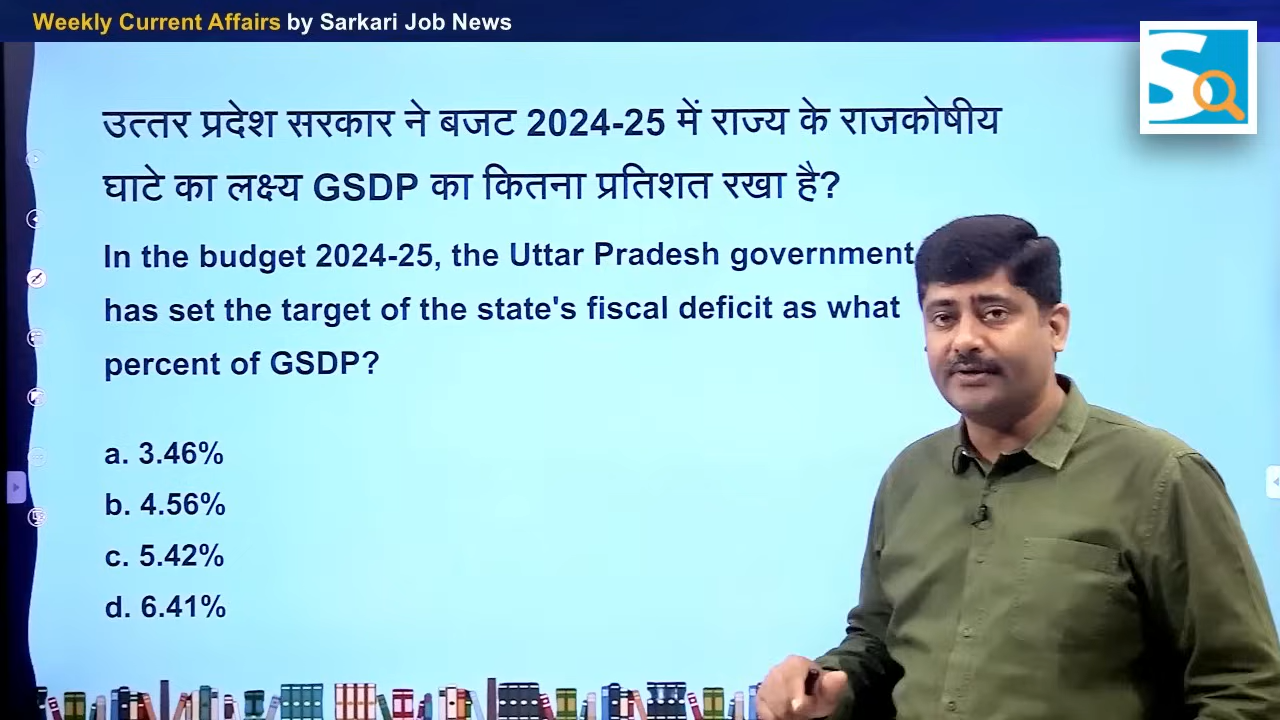 Weekly Current Affairs by Sarkari Job News
उत्तर प्रदेश सरकार ने बजट 2024-25 में राज्य के राजकोषीय
घाटे का लक्ष्य GSDP का कितना प्रतिशत रखा है?
In the budget 2024-25, the Uttar Pradesh government
has set the target of the state's fiscal deficit as what
percent of GSDP?
a. 3.46%
b. 4.56%
c. 5.42%
d. 6.41%